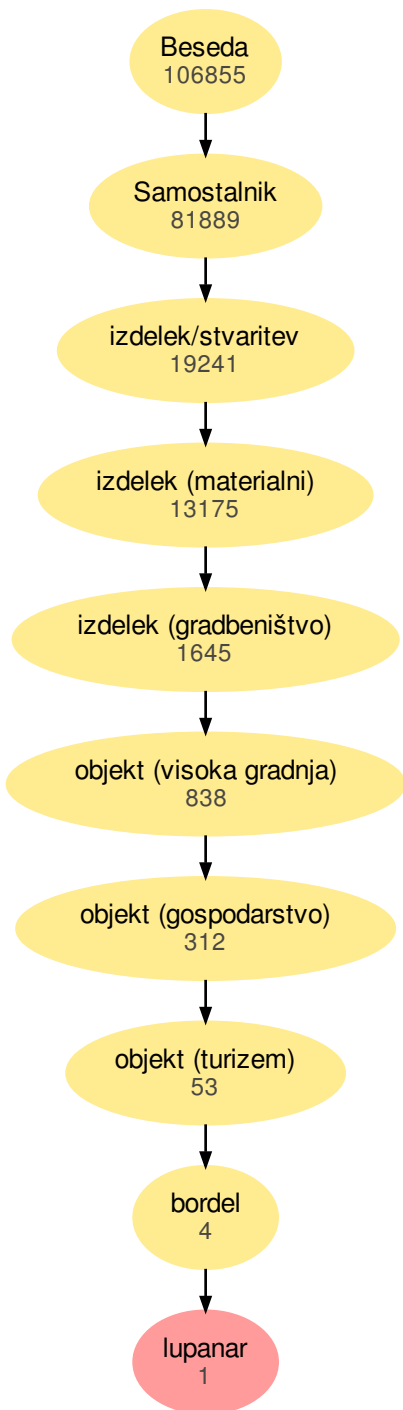 Beseda
106855
Samostalnik
81889
izdelek/stvaritev
19241
izdelek (materialni)
13175
izdelek (gradbeništvo)
1645
objekt (visoka gradnja)
838
objekt (gospodarstvo)
312
objekt (turizem)
53
bordel
4
lupanar
1